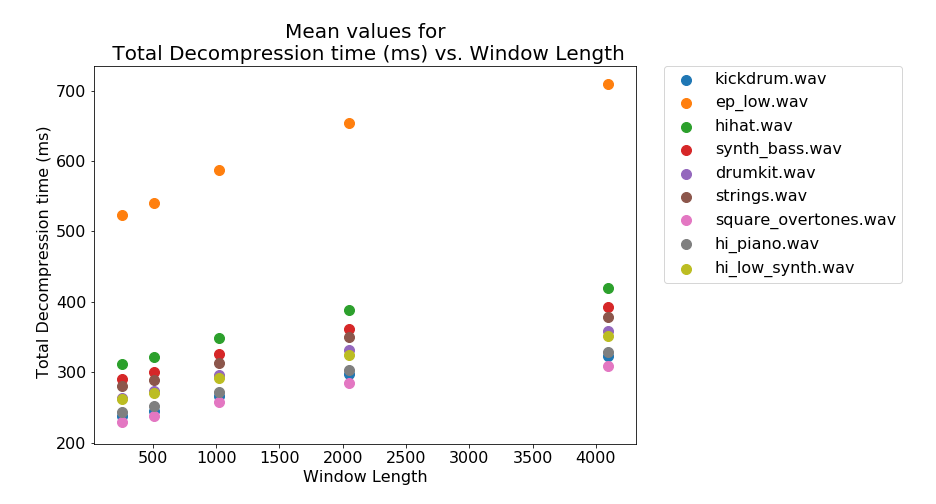 Mean values for
Total Decompression time (ms) vs. Window Length
Total Decompression time (ms)
700
600
500
400
300
200
500
1000
1500
2000
2500
3000
3500
4000
Window Length
kickdrum.wav
ep_low.wav
hihat.wav
synth_bass.wav
drumkit.wav
strings.wav
square_overtones.wav
hi_piano.wav
hi_low_synth.wav